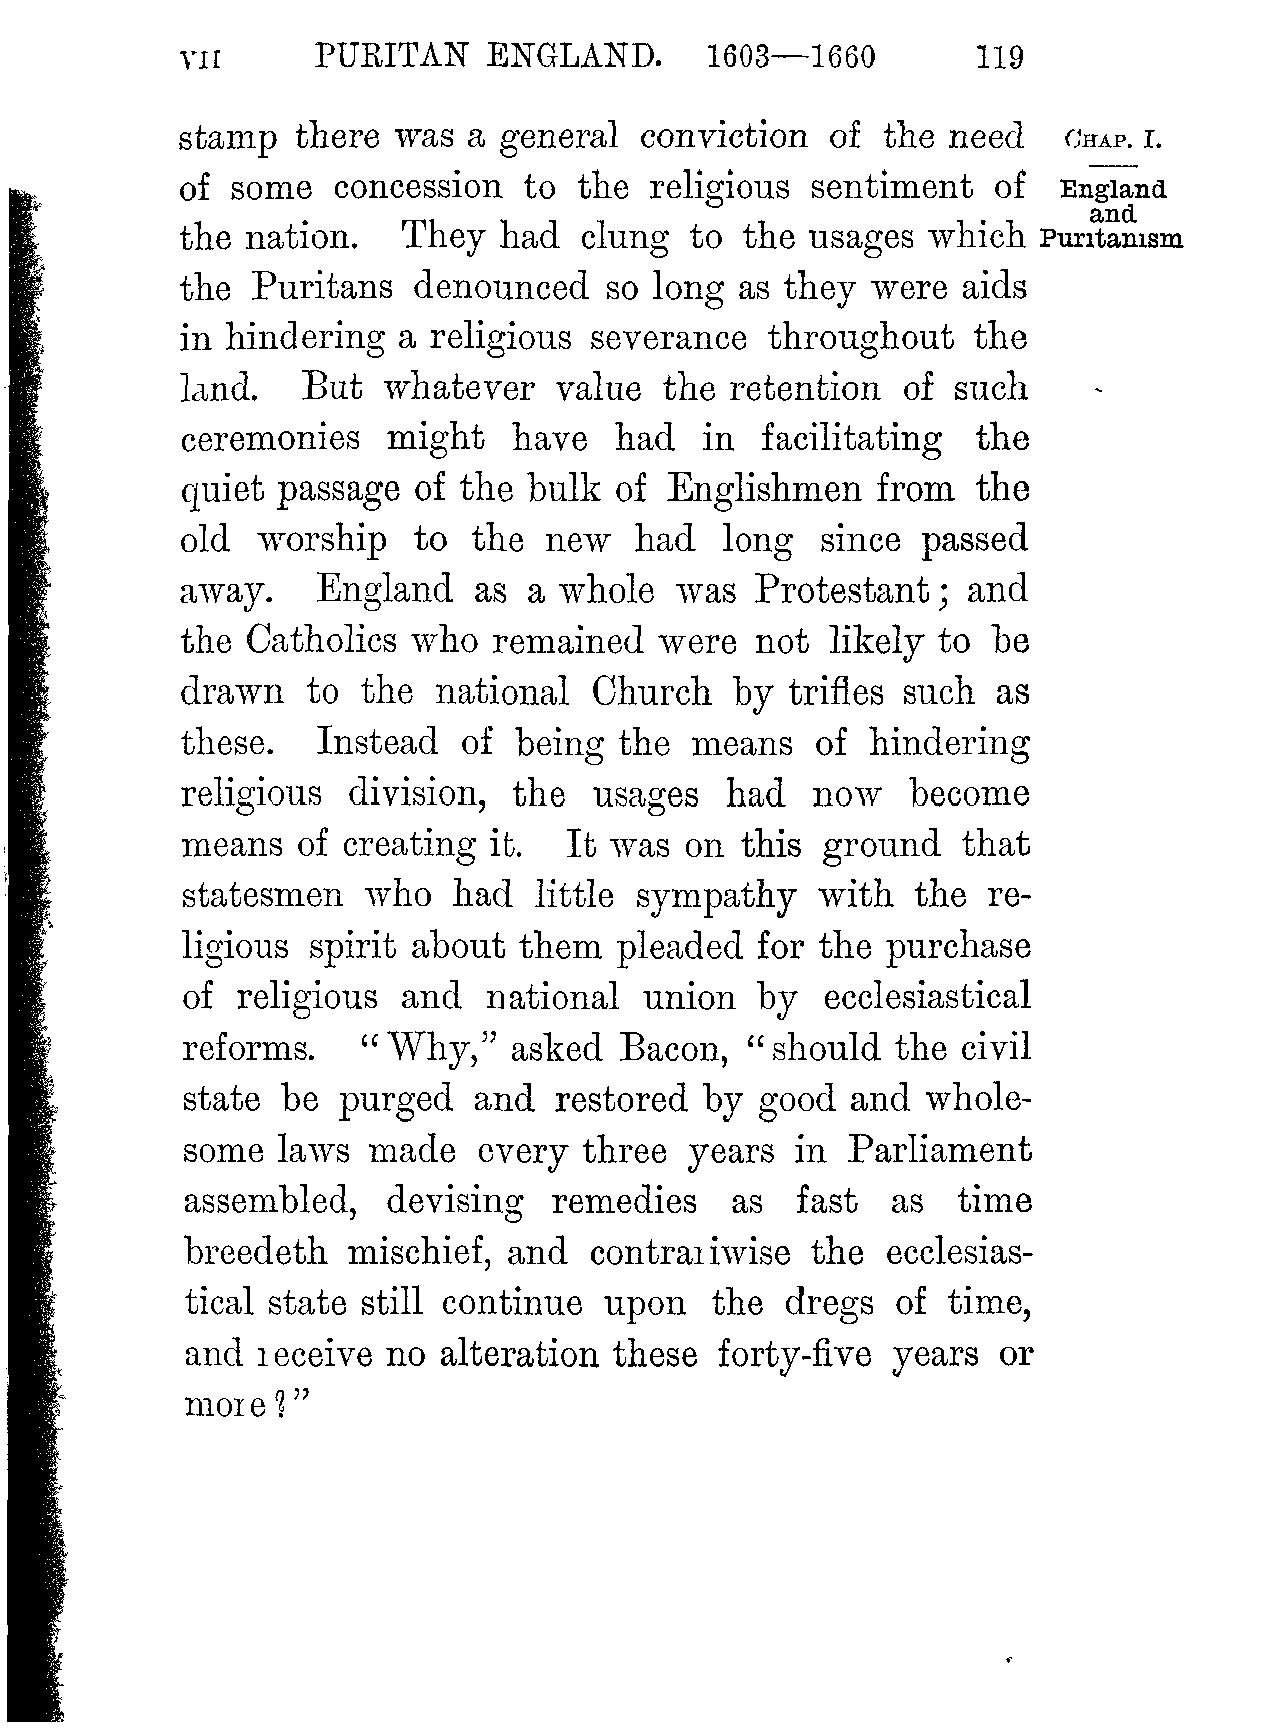 VII PURITAN ENGLAND. 1603—1660 119
stamp there was a general conviction of the need
CHAP. I.
of some concession to the religious sentiment of
England
and
the nation. They had clung to the usages which
Puritanism
the Puritans denounced so long as they were aids
in hindering a religious severance throughout the
land. But whatever value the retention of such
ceremonies might have had in facilitating the
quiet passage of the bulk of Englishmen from the
old worship to the new had long since passed
away. England as a whole was Protestant; and
the Catholics who remained were not likely to be
drawn to the national Church by trifles such as
these. Instead of being the means of hindering
religious division, the usages had now become
means of creating it. It was on this ground that
statesmen who had little sympathy with the re-
ligious spirit about them pleaded for the purchase
of religious and national union by ecclesiastical
reforms. "Why," asked Bacon, "should the civil
state be purged and restored by good and whole-
some laws made every three years in Parliament
assembled, devising remedies as fast as time
breedeth mischief, and contrariwise the ecclesias-
tical state still continue upon the dregs of time,
and receive no alteration these forty-five years or
more?"